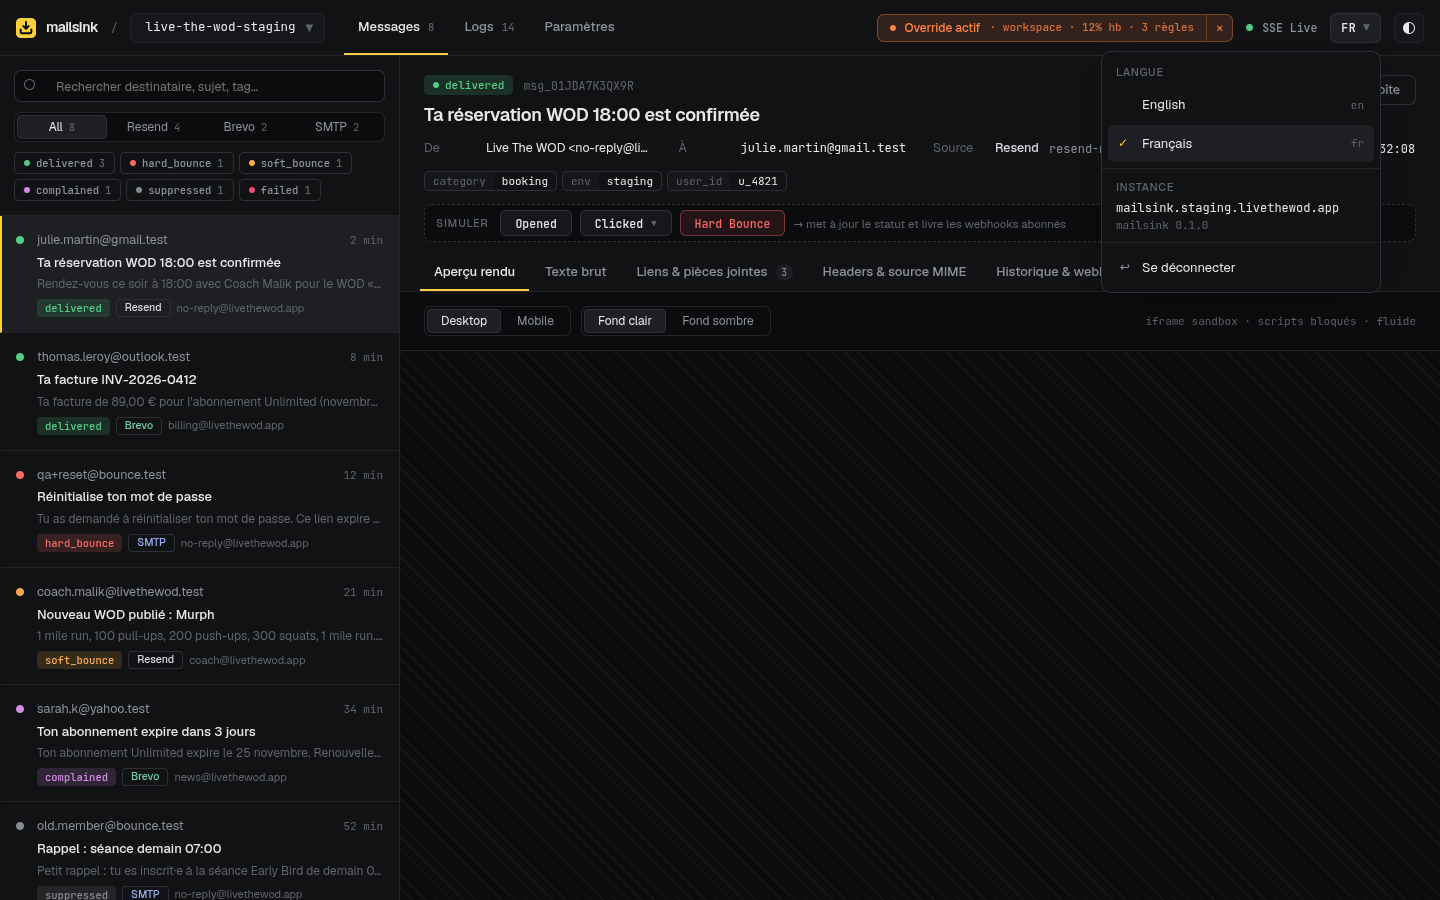 mailsink / live-the-wod-staging ▼ Messages 8 Logs 14 Paramètres Override actif · workspace · 12% hb · 3 règles × SSE Live FR ▼
Rechercher destinataire, sujet, tag…
All 8 Resend 4 Brevo 2 SMTP 2
delivered 3 hard_bounce 1 soft_bounce 1
complained 1 suppressed 1 failed 1
julie.martin@gmail.test 2 min
Ta réservation WOD 18:00 est confirmée
Rendez-vous ce soir à 18:00 avec Coach Malik pour le WOD «…
delivered Resend no-reply@livethewod.app
thomas.leroy@outlook.test 8 min
Ta facture INV-2026-0412
Ta facture de 89,00 € pour l'abonnement Unlimited (novembr…
delivered Brevo billing@livethewod.app
qa+reset@bounce.test 12 min
Réinitialise ton mot de passe
Tu as demandé à réinitialiser ton mot de passe. Ce lien expire …
hard_bounce SMTP no-reply@livethewod.app
coach.malik@livethewod.test 21 min
Nouveau WOD publié : Murph
1 mile run, 100 pull-ups, 200 push-ups, 300 squats, 1 mile run.…
soft_bounce Resend coach@livethewod.app
sarah.k@yahoo.test 34 min
Ton abonnement expire dans 3 jours
Ton abonnement Unlimited expire le 25 novembre. Renouvelle…
complained Brevo news@livethewod.app
old.member@bounce.test 52 min
Rappel : séance demain 07:00
Petit rappel : tu es inscrit·e à la séance Early Bird de demain 0…
suppressed SMTP no-reply@livethewod.app
delivered msg_01JDA7K3QX9R
Ta réservation WOD 18:00 est confirmée
De Live The WOD <no-reply@li… À julie.martin@gmail.test Source Resend 32:08
category booking env staging user_id u_4821
SIMULER Opened Clicked ▼ Hard Bounce → met à jour le statut et livre les webhooks abonnés
Aperçu rendu Texte brut Liens & pièces jointes 3 Headers & source MIME Historique &
Desktop Mobile Fond clair Fond sombre iframe sandbox · scripts bloqués · fluide
LANGUE
English en
✓ Français fr
INSTANCE
mailsink.staging.livethewod.app
mailsink 0.1.0
↩ Se déconnecter